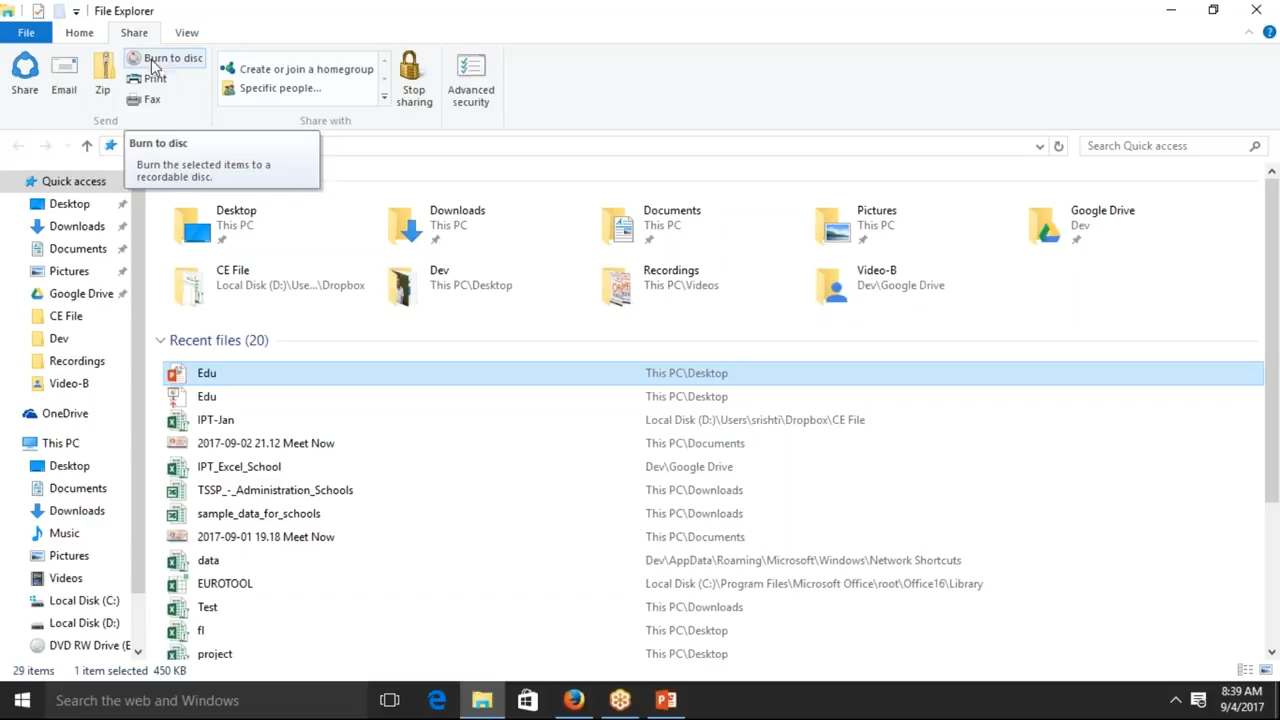 File Explorer
File Home Share View
Share Email Zip Burn to disc Print Fax
Create or join a homegroup
Specific people...
Stop sharing
Advanced security
Send Share with
Burn to disc
Burn the selected items to a
recordable disc.
Search Quick access
Quick access
Desktop
Downloads
Documents
Pictures
Google Drive
CE File
Dev
Recordings
Video-B
OneDrive
This PC
Desktop
Documents
Downloads
Music
Pictures
Videos
Local Disk (C:)
Local Disk (D:)
DVD RW Drive (E
Desktop
This PC
Downloads
This PC
Documents
This PC
Pictures
This PC
Google Drive
Dev
CE File
Local Disk (D:)\Use...\Dropbox
Dev
This PC\Desktop
Recordings
This PC\Videos
Video-B
Dev\Google Drive
Recent files (20)
Edu This PC\Desktop
Edu This PC\Desktop
IPT-Jan Local Disk (D:)\Users\srishti\Dropbox\CE File
2017-09-02 21.12 Meet Now This PC\Documents
IPT_Excel_School Dev\Google Drive
TSSP_-_Administration_Schools This PC\Downloads
sample_data_for_schools This PC\Downloads
2017-09-01 19.18 Meet Now This PC\Documents
data Dev\AppData\Roaming\Microsoft\Windows\Network Shortcuts
EUROTOOL Local Disk (C:)\Program Files\Microsoft Office\root\Office16\Library
Test This PC\Downloads
fl This PC\Desktop
project This PC\Desktop
29 items 1 item selected 450 KB
Search the web and Windows
8:39 AM
9/4/2017